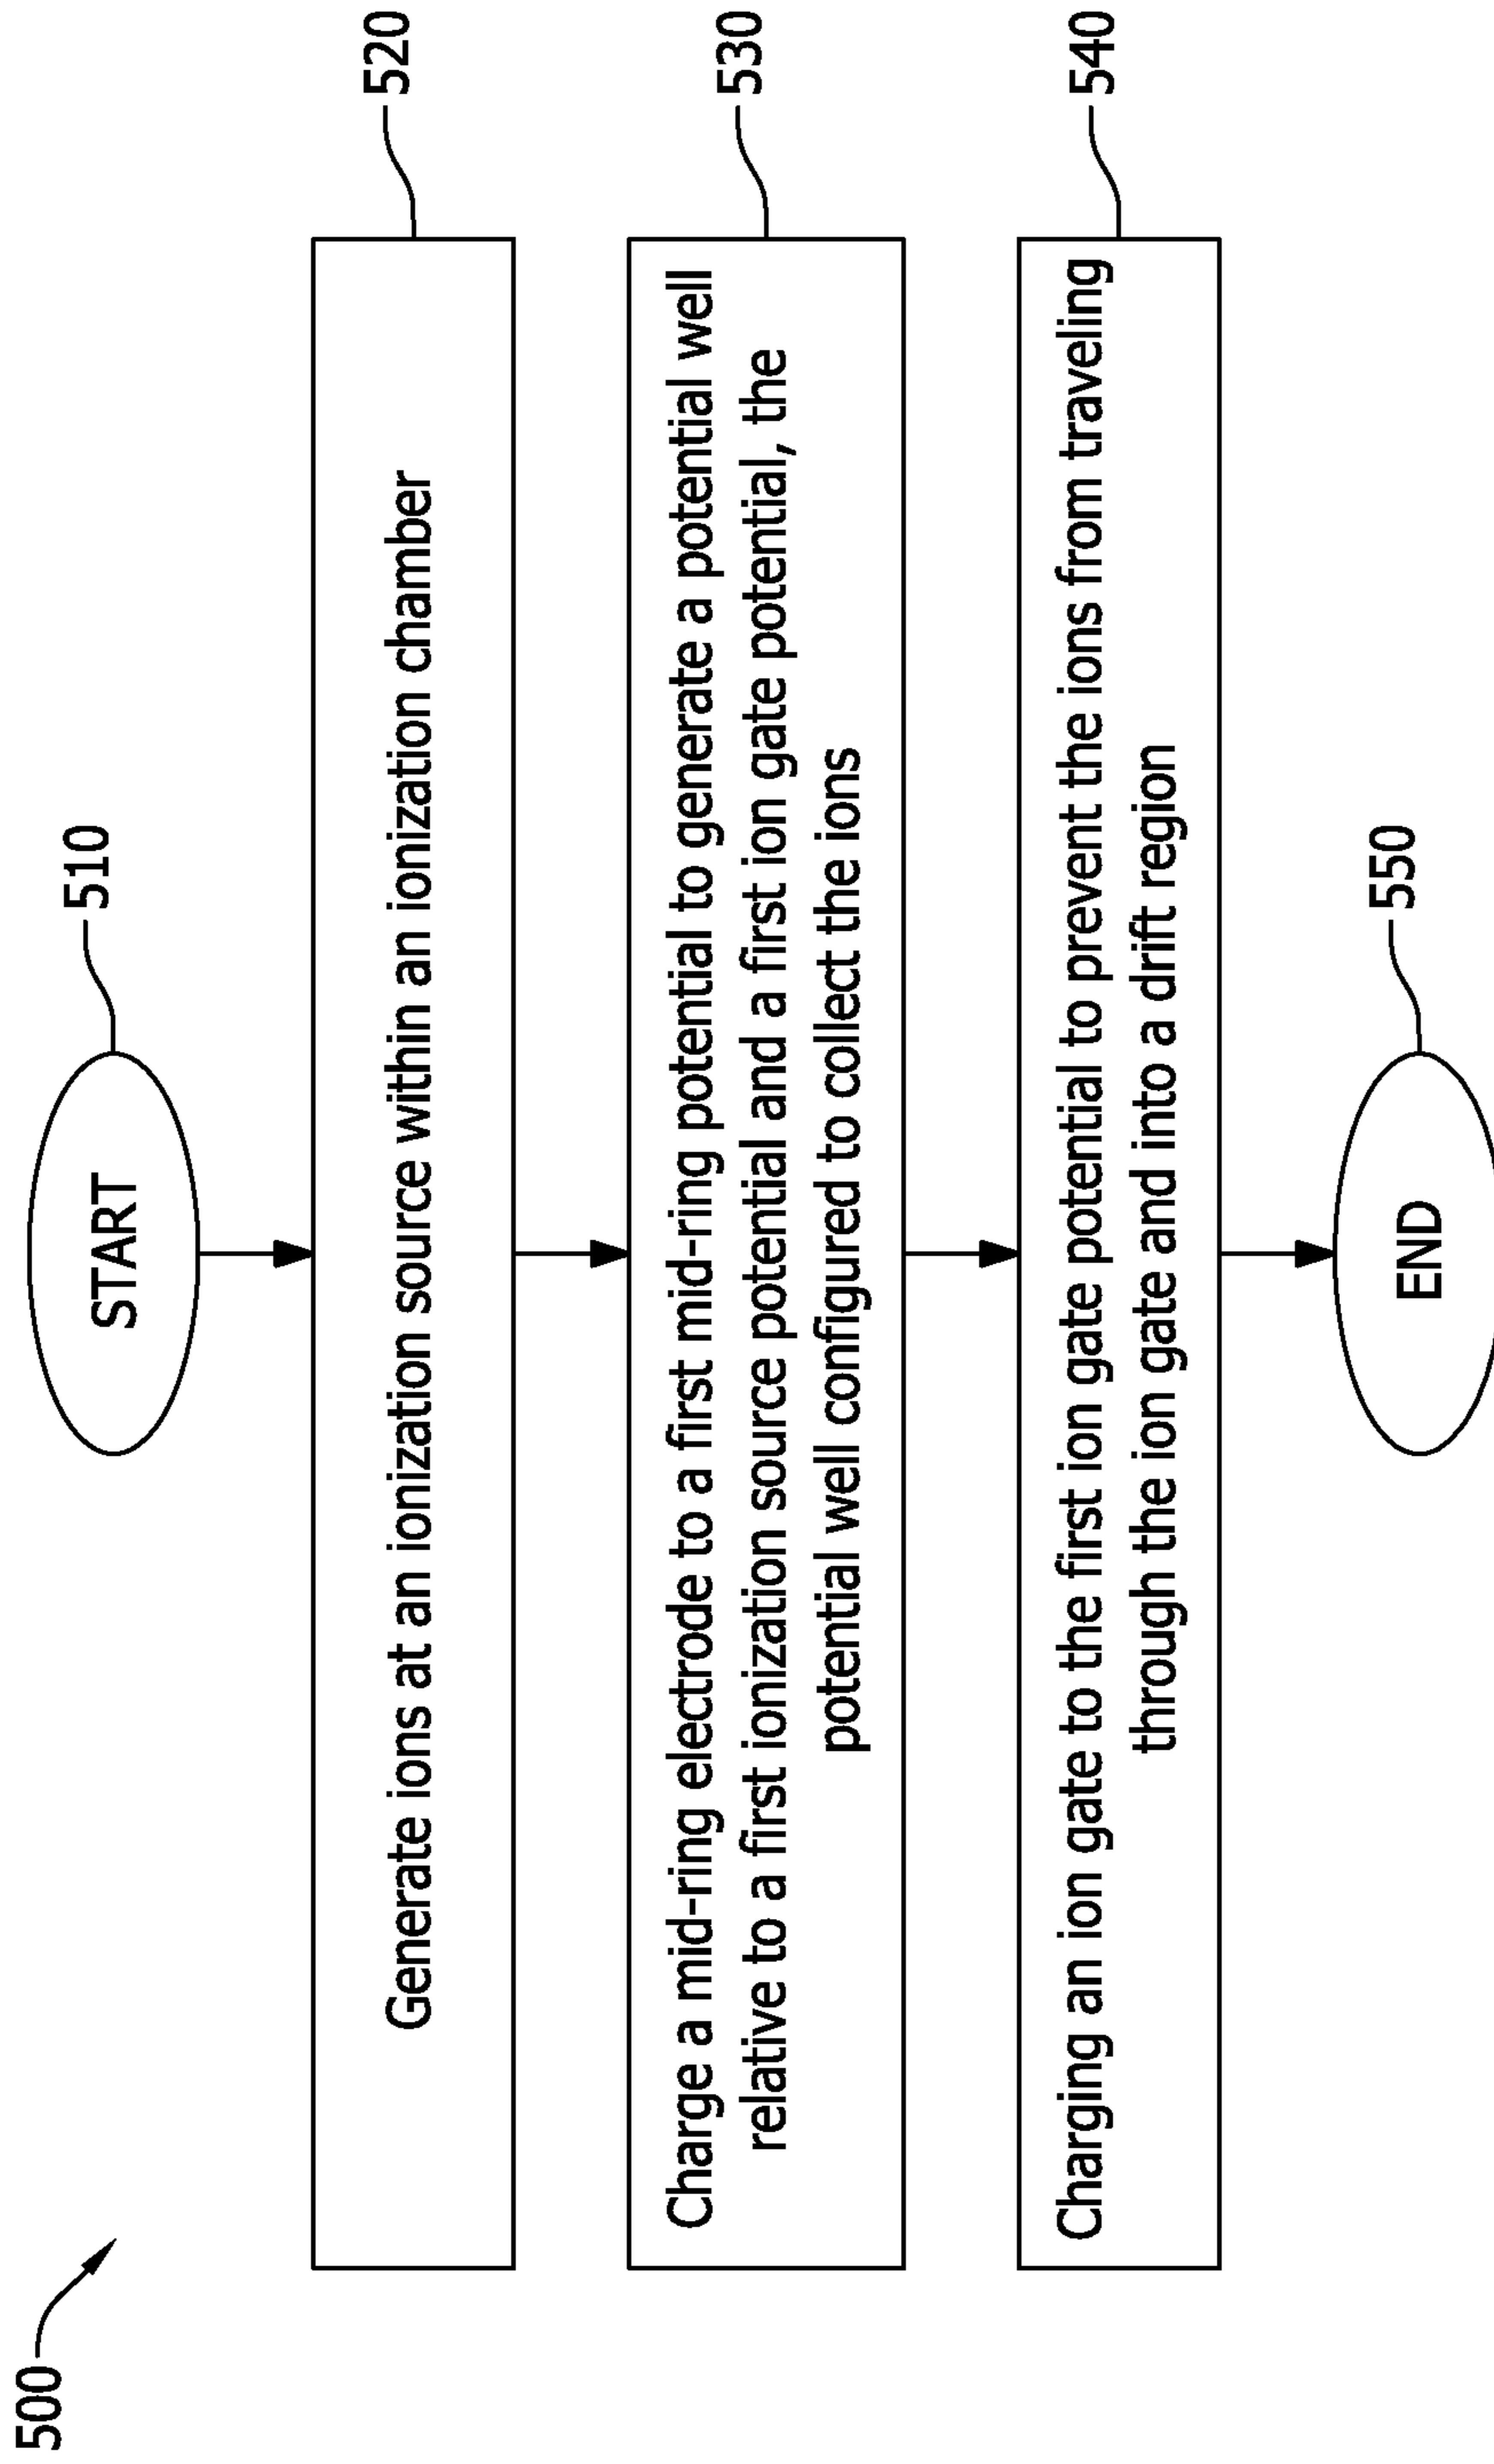 500
START
510
Generate ions at an ionization source within an ionization chamber
520
Charge a mid-ring electrode to a first mid-ring potential to generate a potential well
relative to a first ionization source potential and a first ion gate potential, the
potential well configured to collect the ions
530
Charging an ion gate to the first ion gate potential to prevent the ions from traveling
through the ion gate and into a drift region
540
END
550